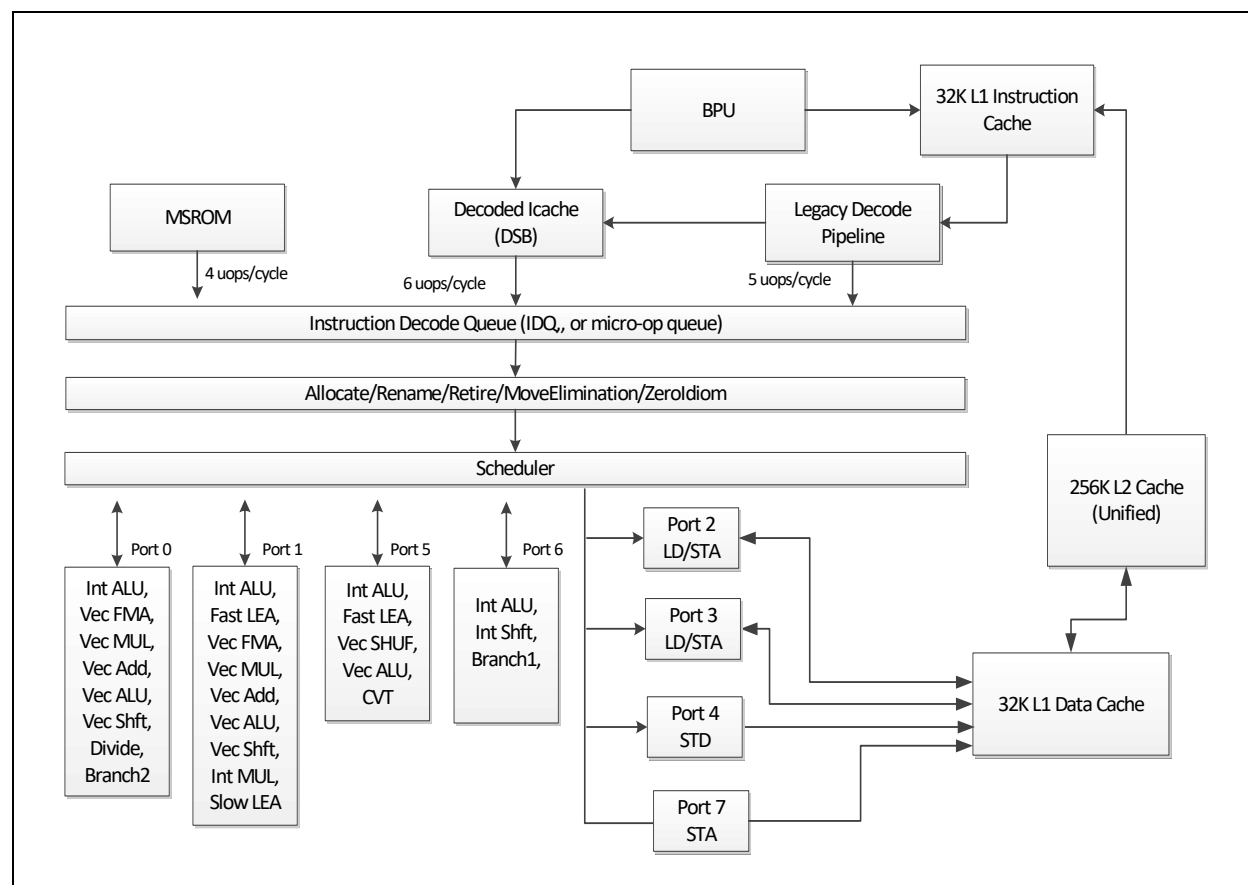 BPU
32K L1 Instruction
Cache
MSROM
Decoded Icache
(DSB)
Legacy Decode
Pipeline
4 uops/cycle
6 uops/cycle
5 uops/cycle
Instruction Decode Queue (IDQ,, or micro-op queue)
Allocate/Rename/Retire/MoveElimination/ZeroIdiom
Scheduler
256K L2 Cache
(Unified)
Port 0
Port 1
Port 5
Port 6
Int ALU,
Vec FMA,
Vec MUL,
Vec Add,
Vec ALU,
Vec Shft,
Divide,
Branch2
Int ALU,
Fast LEA,
Vec FMA,
Vec MUL,
Vec Add,
Vec ALU,
Vec Shft,
Int MUL,
Slow LEA
Int ALU,
Fast LEA,
Vec SHUF,
Vec ALU,
CVT
Int ALU,
Int Shft,
Branch1,
Port 2
LD/STA
Port 3
LD/STA
Port 4
STD
Port 7
STA
32K L1 Data Cache